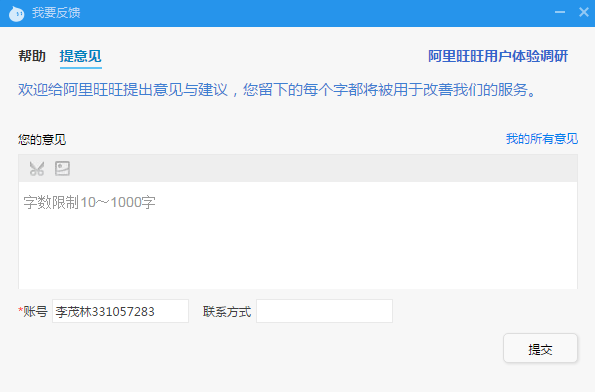 我要反馈
帮助 提意见 阿里旺旺用户体验调研
欢迎给阿里旺旺提出意见与建议，您留下的每个字都将被用于改善我们的服务。
您的意见 我的所有意见
字数限制10～1000字
*账号 李茂林331057283 联系方式
提交